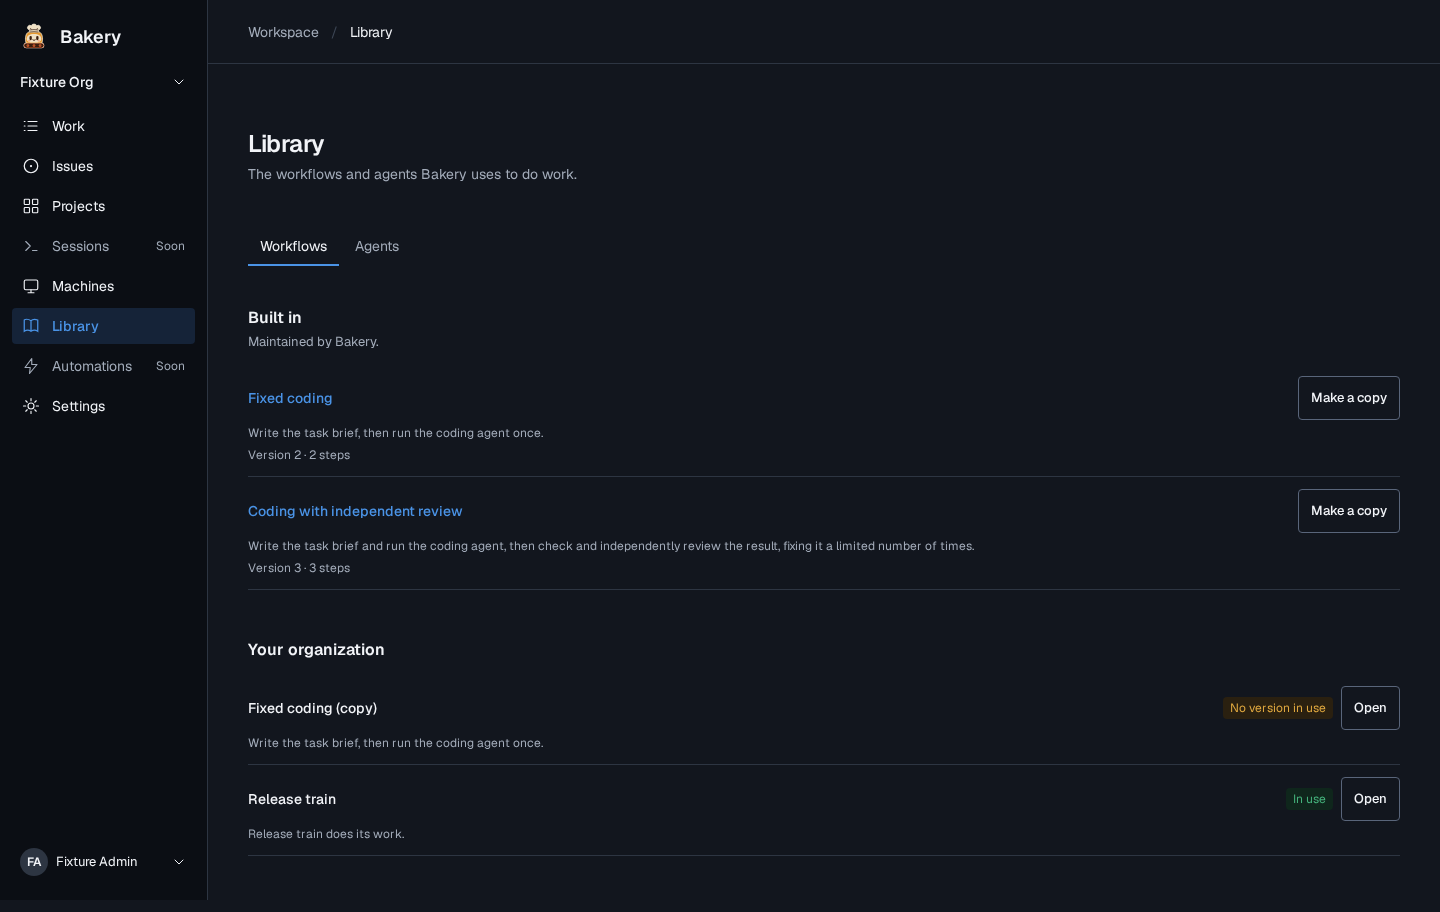 Bakery
Fixture Org
Work
Issues
Projects
Sessions Soon
Machines
Library
Automations Soon
Settings
FA Fixture Admin
Workspace / Library
Library
The workflows and agents Bakery uses to do work.
Workflows Agents
Built in
Maintained by Bakery.
Fixed coding Make a copy
Write the task brief, then run the coding agent once.
Version 2 · 2 steps
Coding with independent review Make a copy
Write the task brief and run the coding agent, then check and independently review the result, fixing it a limited number of times.
Version 3 · 3 steps
Your organization
Fixed coding (copy) No version in use Open
Write the task brief, then run the coding agent once.
Release train In use Open
Release train does its work.